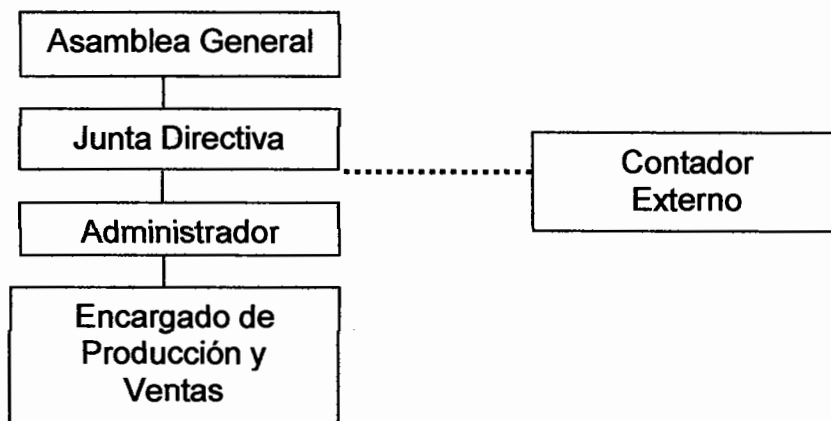 Asamblea General
Junta Directiva
Contador
Externo
Administrador
Encargado de
Producción y
Ventas